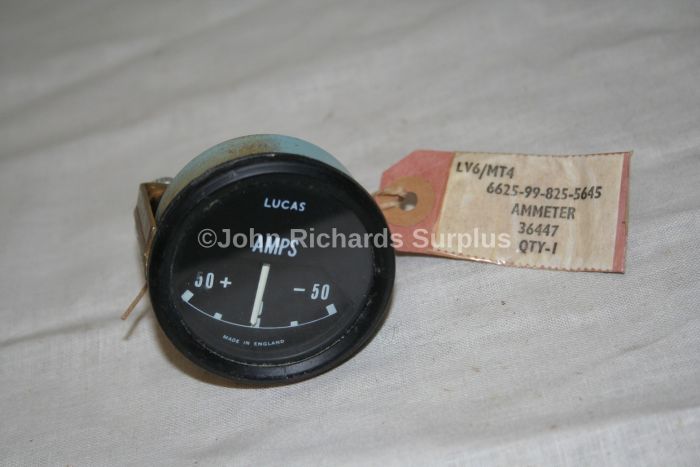 LUCAS
AMPS
50 + - 50
MADE IN ENGLAND
LV6/MT4
6625-99-825-5645
AMMETER
36447
QTY-1
©John Richards Surplus